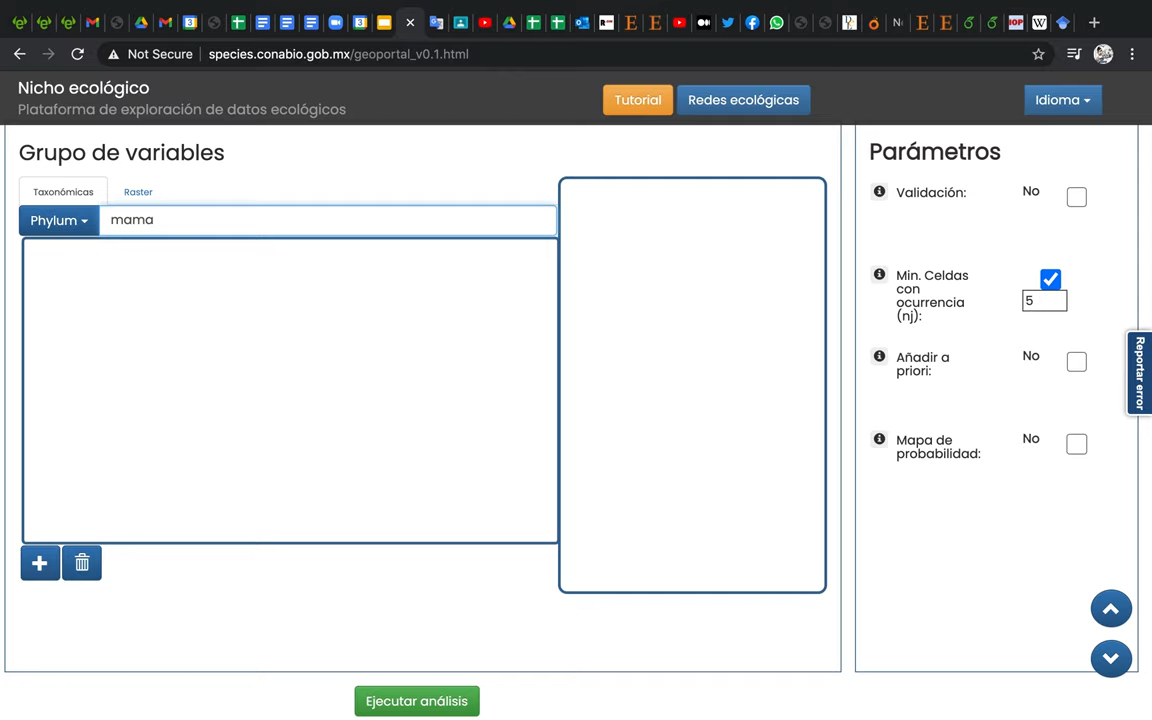 Not Secure
species.conabio.gob.mx/geoportal_v0.1.html
Nicho ecológico
Plataforma de exploración de datos ecológicos
Tutorial
Redes ecológicas
Idioma
Grupo de variables
Taxonómicas
Raster
Phylum
mama
Parámetros
Validación:
No
Min. Celdas
con
ocurrencia
(nj):
5
Añadir a
priori:
No
Mapa de
probabilidad:
No
Reportar error
Ejecutar análisis